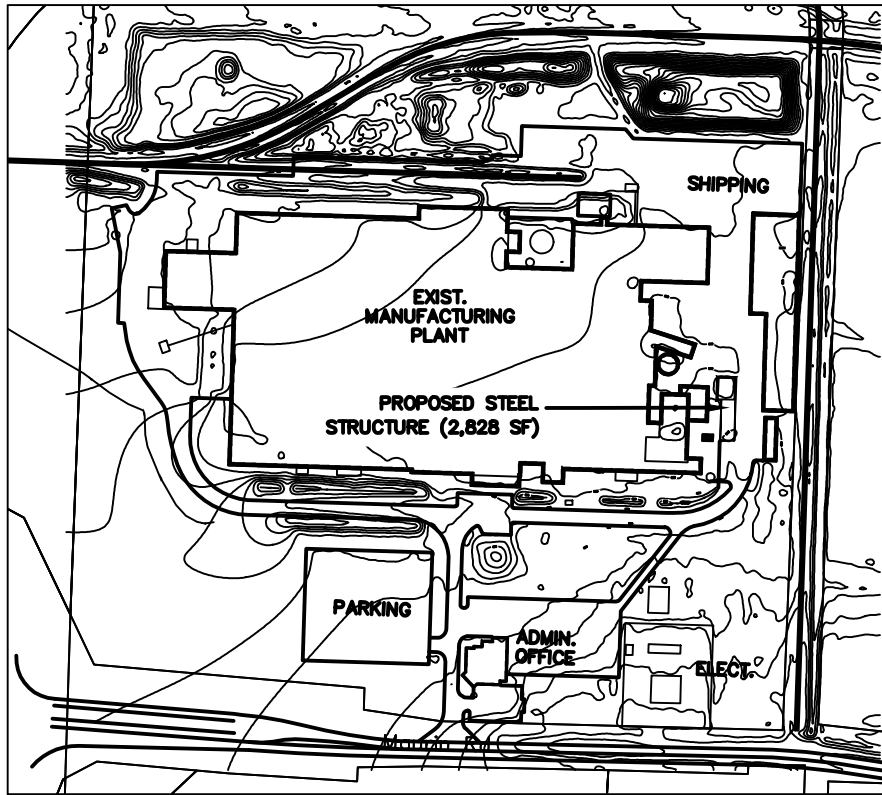 SHIPPING
EXIST.
MANUFACTURING
PLANT
PROPOSED STEEL
STRUCTURE (2,828 SF)
PARKING
ADMIN.
OFFICE
ELECT.